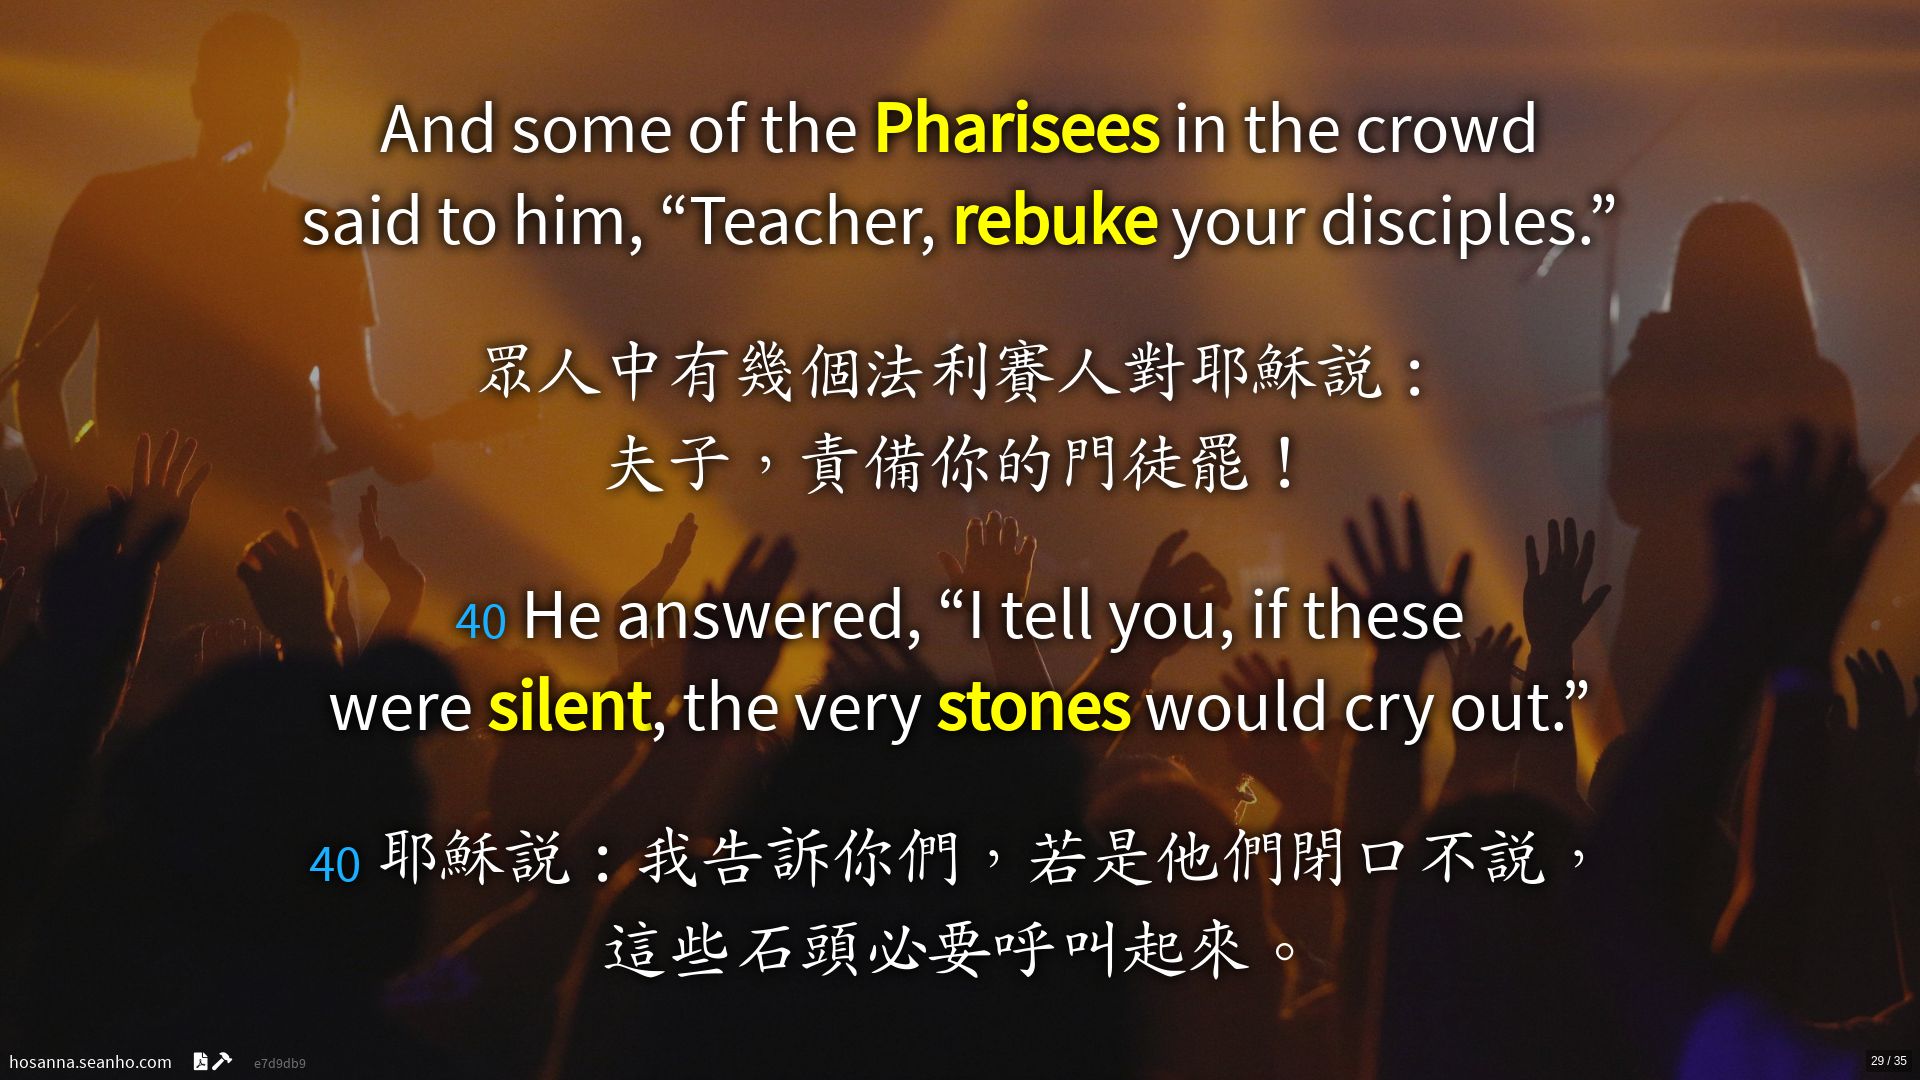 And some of the Pharisees in the crowd
said to him, “Teacher, rebuke your disciples.”
眾人中有幾個法利賽人對耶穌説：
夫子，責備你的門徒罷！
40 He answered, “I tell you, if these
were silent, the very stones would cry out.”
40 耶穌説：我告訴你們，若是他們閉口不説，
這些石頭必要呼叫起來。
hosanna.seanho.com e7d9db9
29 / 35